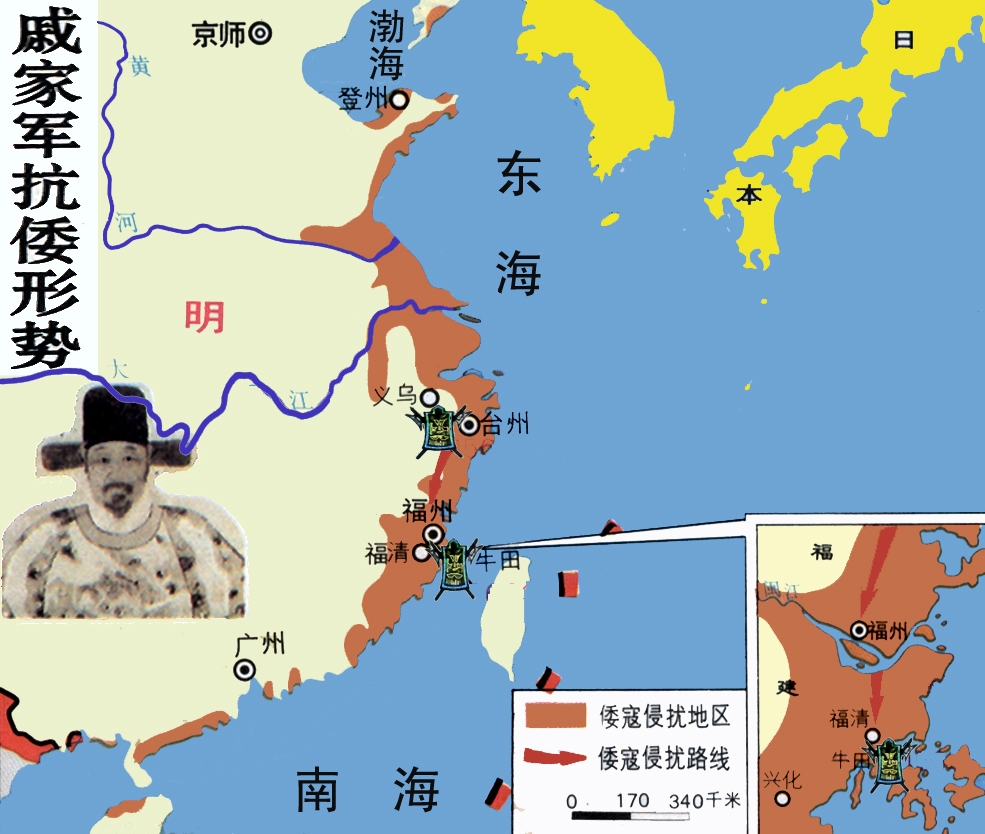 戚家军抗倭形势
京师
渤海
登州
黄
河
东海
日
本
明
大
江
义乌
台州
福州
福清
牛田
广州
南海
倭寇侵扰地区
倭寇侵扰路线
0 170 340千米
福
闽江
福州
建
福清
牛田
兴化